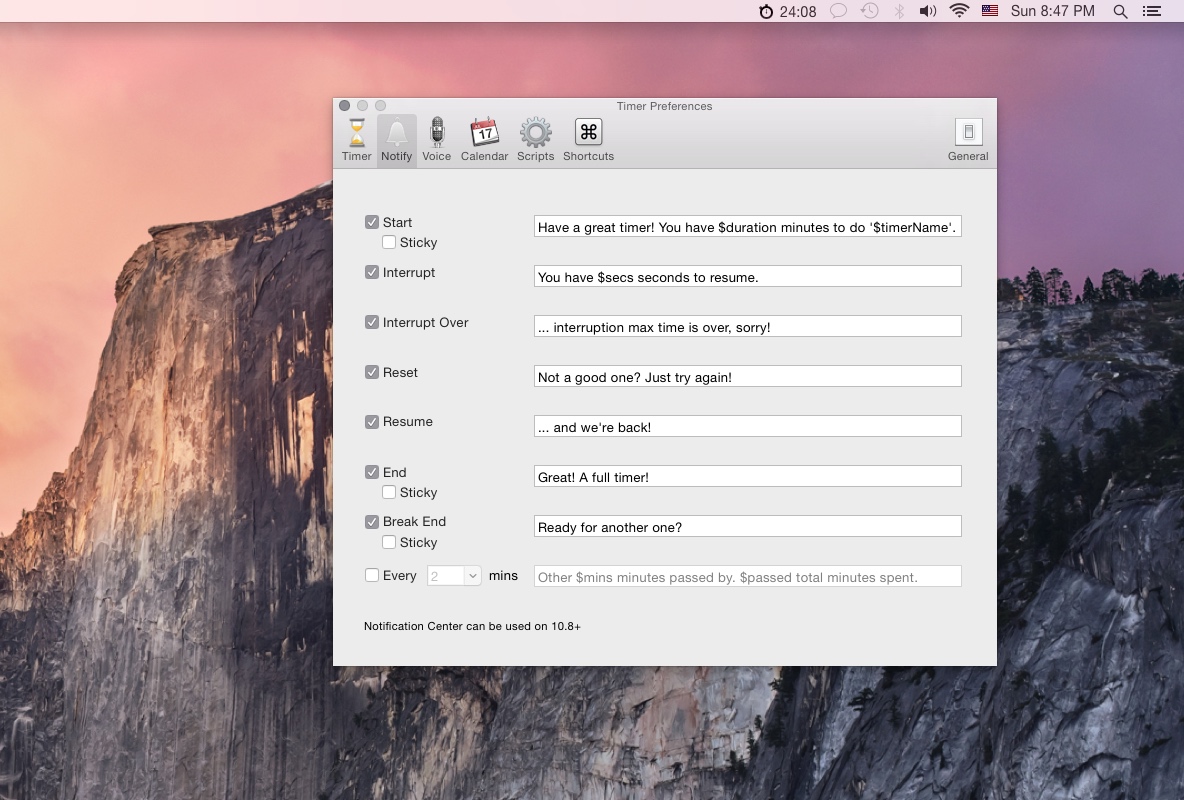 24:08 Sun 8:47 PM
Timer Preferences
Timer Notify Voice Calendar Scripts Shortcuts General
JUL 17
Start Have a great timer! You have $duration minutes to do '$timerName'.
Sticky
Interrupt You have $secs seconds to resume.
Interrupt Over ... interruption max time is over, sorry!
Reset Not a good one? Just try again!
Resume ... and we're back!
End Great! A full timer!
Sticky
Break End Ready for another one?
Sticky
Every 2 mins Other $mins minutes passed by. $passed total minutes spent.
Notification Center can be used on 10.8+